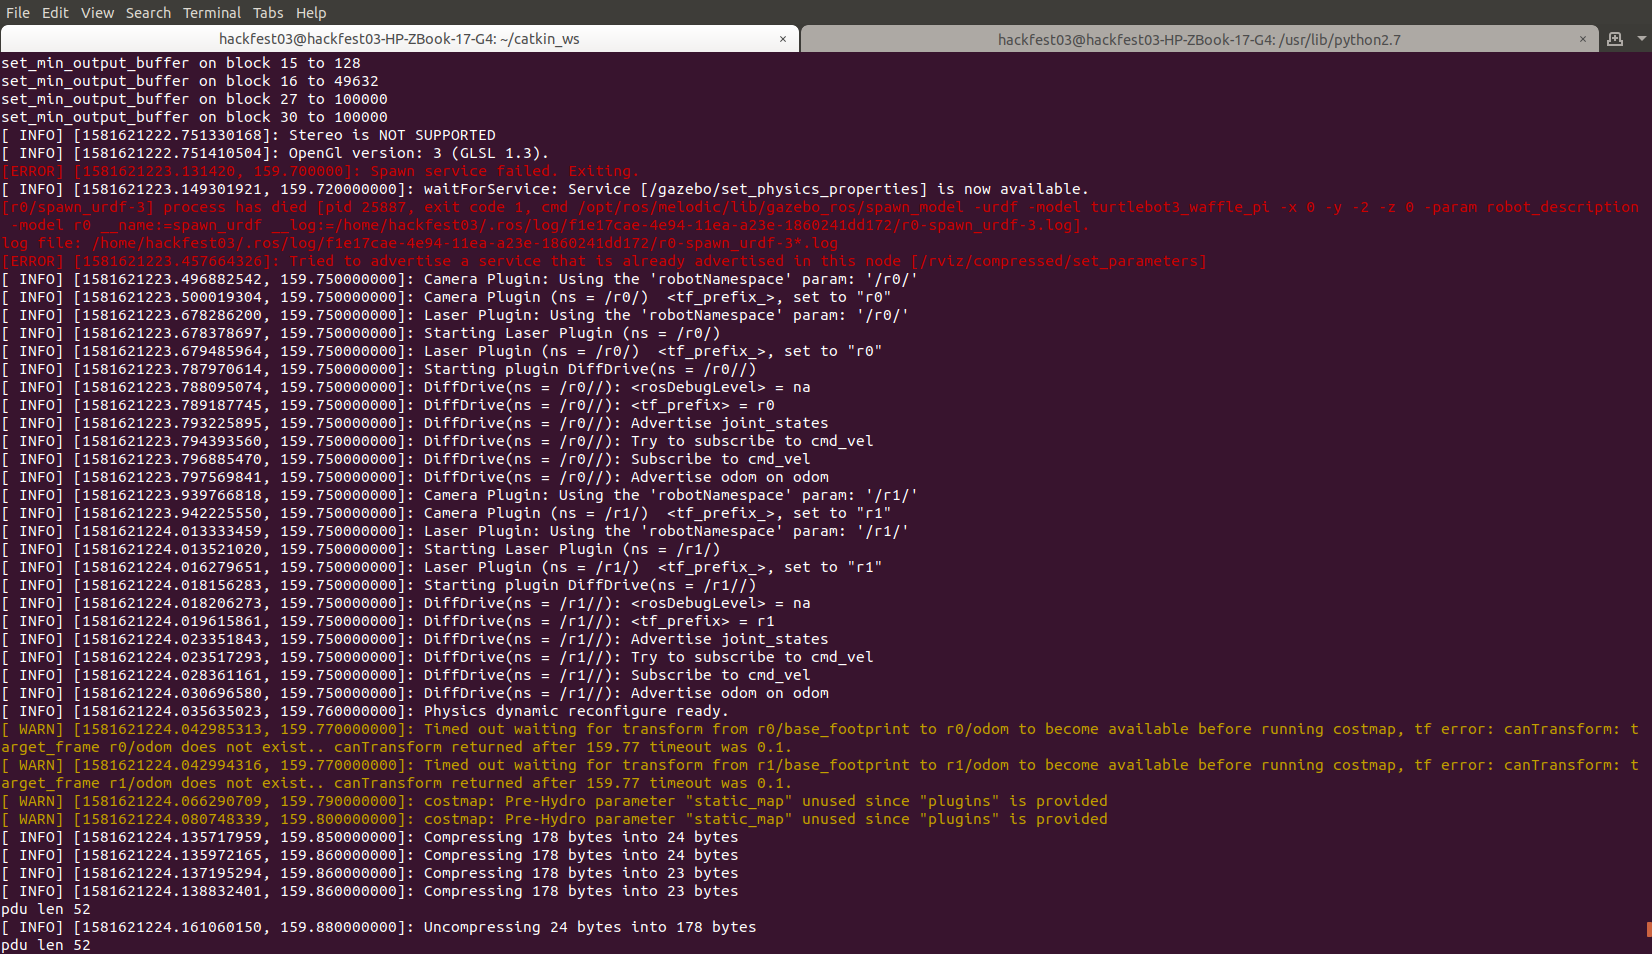 File Edit View Search Terminal Tabs Help
hackfest03@hackfest03-HP-ZBook-17-G4: ~/catkin_ws × hackfest03@hackfest03-HP-ZBook-17-G4: /usr/lib/python2.7 ×
set_min_output_buffer on block 15 to 128
set_min_output_buffer on block 16 to 49632
set_min_output_buffer on block 27 to 100000
set_min_output_buffer on block 30 to 100000
[ INFO] [1581621222.751330168]: Stereo is NOT SUPPORTED
[ INFO] [1581621222.751410504]: OpenGl version: 3 (GLSL 1.3).
[ERROR] [1581621223.131420, 159.700000]: Spawn service failed. Exiting.
[ INFO] [1581621223.149301921, 159.720000000]: waitForService: Service [/gazebo/set_physics_properties] is now available.
[r0/spawn_urdf-3] process has died [pid 25887, exit code 1, cmd /opt/ros/melodic/lib/gazebo_ros/spawn_model -urdf -model turtlebot3_waffle_pi -x 0 -y -2 -z 0 -param robot_description
 -model r0 __name:=spawn_urdf __log:=/home/hackfest03/.ros/log/f1e17cae-4e94-11ea-a23e-1860241dd172/r0-spawn_urdf-3.log].
log file: /home/hackfest03/.ros/log/f1e17cae-4e94-11ea-a23e-1860241dd172/r0-spawn_urdf-3*.log
[ERROR] [1581621223.457664326]: Tried to advertise a service that is already advertised in this node [/rviz/compressed/set_parameters]
[ INFO] [1581621223.496882542, 159.750000000]: Camera Plugin: Using the 'robotNamespace' param: '/r0/'
[ INFO] [1581621223.500019304, 159.750000000]: Camera Plugin (ns = /r0/)  <tf_prefix_>, set to "r0"
[ INFO] [1581621223.678286200, 159.750000000]: Laser Plugin: Using the 'robotNamespace' param: '/r0/'
[ INFO] [1581621223.678378697, 159.750000000]: Starting Laser Plugin (ns = /r0/)
[ INFO] [1581621223.679485964, 159.750000000]: Laser Plugin (ns = /r0/)  <tf_prefix_>, set to "r0"
[ INFO] [1581621223.787970614, 159.750000000]: Starting plugin DiffDrive(ns = /r0//)
[ INFO] [1581621223.788095074, 159.750000000]: DiffDrive(ns = /r0//): <rosDebugLevel> = na
[ INFO] [1581621223.789187745, 159.750000000]: DiffDrive(ns = /r0//): <tf_prefix> = r0
[ INFO] [1581621223.793225895, 159.750000000]: DiffDrive(ns = /r0//): Advertise joint_states
[ INFO] [1581621223.794393560, 159.750000000]: DiffDrive(ns = /r0//): Try to subscribe to cmd_vel
[ INFO] [1581621223.796885470, 159.750000000]: DiffDrive(ns = /r0//): Subscribe to cmd_vel
[ INFO] [1581621223.797569841, 159.750000000]: DiffDrive(ns = /r0//): Advertise odom on odom
[ INFO] [1581621223.939766818, 159.750000000]: Camera Plugin: Using the 'robotNamespace' param: '/r1/'
[ INFO] [1581621223.942225550, 159.750000000]: Camera Plugin (ns = /r1/)  <tf_prefix_>, set to "r1"
[ INFO] [1581621224.013333459, 159.750000000]: Laser Plugin: Using the 'robotNamespace' param: '/r1/'
[ INFO] [1581621224.013521020, 159.750000000]: Starting Laser Plugin (ns = /r1/)
[ INFO] [1581621224.016279651, 159.750000000]: Laser Plugin (ns = /r1/)  <tf_prefix_>, set to "r1"
[ INFO] [1581621224.018156283, 159.750000000]: Starting plugin DiffDrive(ns = /r1//)
[ INFO] [1581621224.018206273, 159.750000000]: DiffDrive(ns = /r1//): <rosDebugLevel> = na
[ INFO] [1581621224.019615861, 159.750000000]: DiffDrive(ns = /r1//): <tf_prefix> = r1
[ INFO] [1581621224.023351843, 159.750000000]: DiffDrive(ns = /r1//): Advertise joint_states
[ INFO] [1581621224.023517293, 159.750000000]: DiffDrive(ns = /r1//): Try to subscribe to cmd_vel
[ INFO] [1581621224.028361161, 159.750000000]: DiffDrive(ns = /r1//): Subscribe to cmd_vel
[ INFO] [1581621224.030696580, 159.750000000]: DiffDrive(ns = /r1//): Advertise odom on odom
[ INFO] [1581621224.035635023, 159.760000000]: Physics dynamic reconfigure ready.
[ WARN] [1581621224.042985313, 159.770000000]: Timed out waiting for transform from r0/base_footprint to r0/odom to become available before running costmap, tf error: canTransform: t
arget_frame r0/odom does not exist.. canTransform returned after 159.77 timeout was 0.1.
[ WARN] [1581621224.042994316, 159.770000000]: Timed out waiting for transform from r1/base_footprint to r1/odom to become available before running costmap, tf error: canTransform: t
arget_frame r1/odom does not exist.. canTransform returned after 159.77 timeout was 0.1.
[ WARN] [1581621224.066290709, 159.790000000]: costmap: Pre-Hydro parameter "static_map" unused since "plugins" is provided
[ WARN] [1581621224.080748339, 159.800000000]: costmap: Pre-Hydro parameter "static_map" unused since "plugins" is provided
[ INFO] [1581621224.135717959, 159.850000000]: Compressing 178 bytes into 24 bytes
[ INFO] [1581621224.135972165, 159.860000000]: Compressing 178 bytes into 24 bytes
[ INFO] [1581621224.137195294, 159.860000000]: Compressing 178 bytes into 23 bytes
[ INFO] [1581621224.138832401, 159.860000000]: Compressing 178 bytes into 23 bytes
pdu len 52
[ INFO] [1581621224.161060150, 159.880000000]: Uncompressing 24 bytes into 178 bytes
pdu len 52